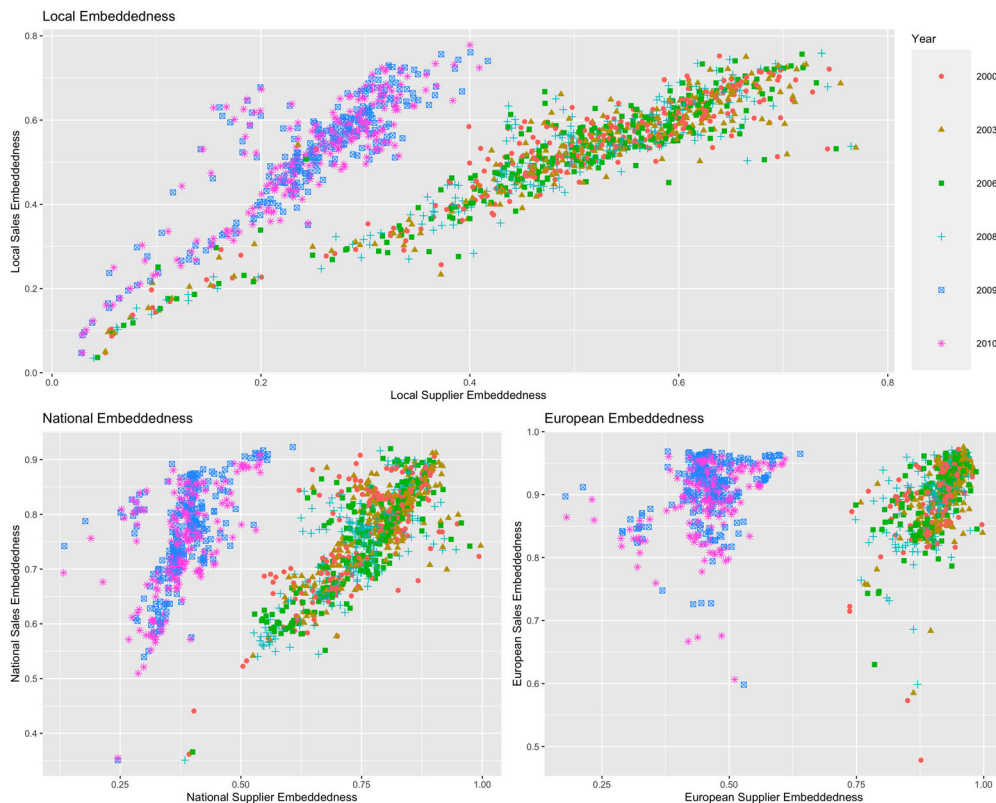 Local Embeddedness
0.8
0.6
0.4
0.2
0.0
Local Sales Embeddedness
0.0 0.2 0.4 0.6 0.8
Local Supplier Embeddedness
Year
2000
2003
2006
2008
2009
2010
National Embeddedness
0.9
0.8
0.7
0.6
0.5
0.4
National Sales Embeddedness
0.25 0.50 0.75 1.00
National Supplier Embeddedness
European Embeddedness
1.0
0.9
0.8
0.7
0.6
0.5
European Sales Embeddedness
0.25 0.50 0.75 1.00
European Supplier Embeddedness